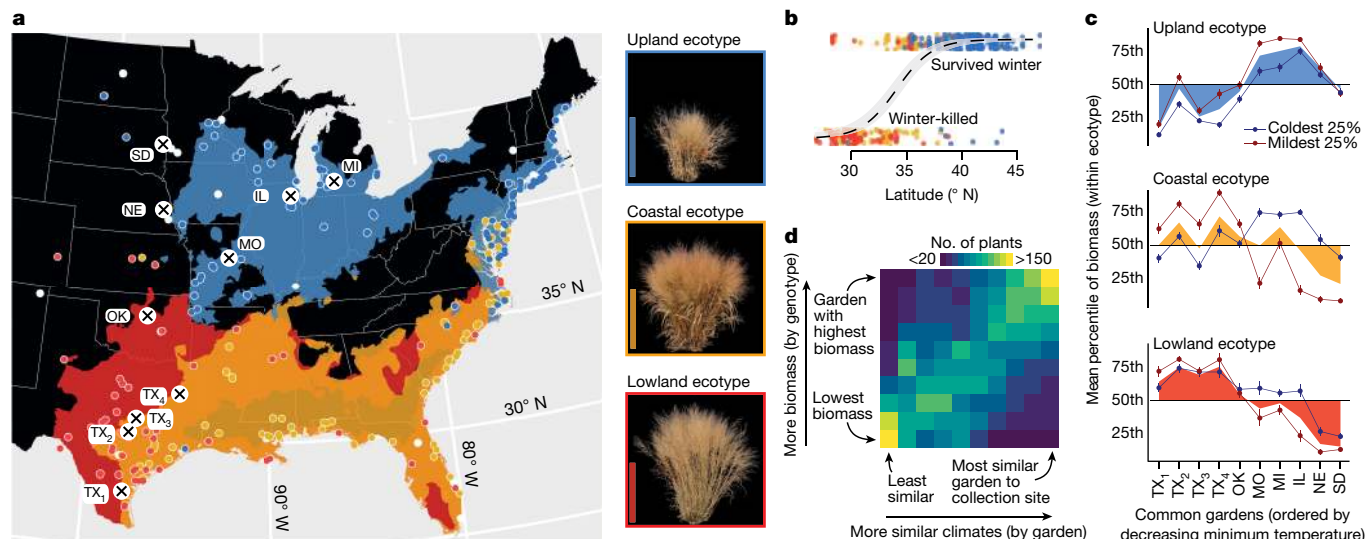 a
SD
NE
IL
MI
MO
OK
TX4
TX3
TX2
TX1
35° N
30° N
80° W
90° W
Upland ecotype
Coastal ecotype
Lowland ecotype
b
Survived winter
Winter-killed
30 35 40 45
Latitude (° N)
d
No. of plants
<20 >150
More biomass (by genotype)
Garden
with
highest
biomass
Lowest
biomass
Least
similar
Most similar
garden to
collection site
More similar climates (by garden)
c
Mean percentile of biomass (within ecotype)
Upland ecotype
75th
50th
25th
Coldest 25%
Mildest 25%
Coastal ecotype
75th
50th
25th
Lowland ecotype
75th
50th
25th
TX1 TX2 TX3 TX4 OK MO MI IL NE SD
Common gardens (ordered by
decreasing minimum temperature)